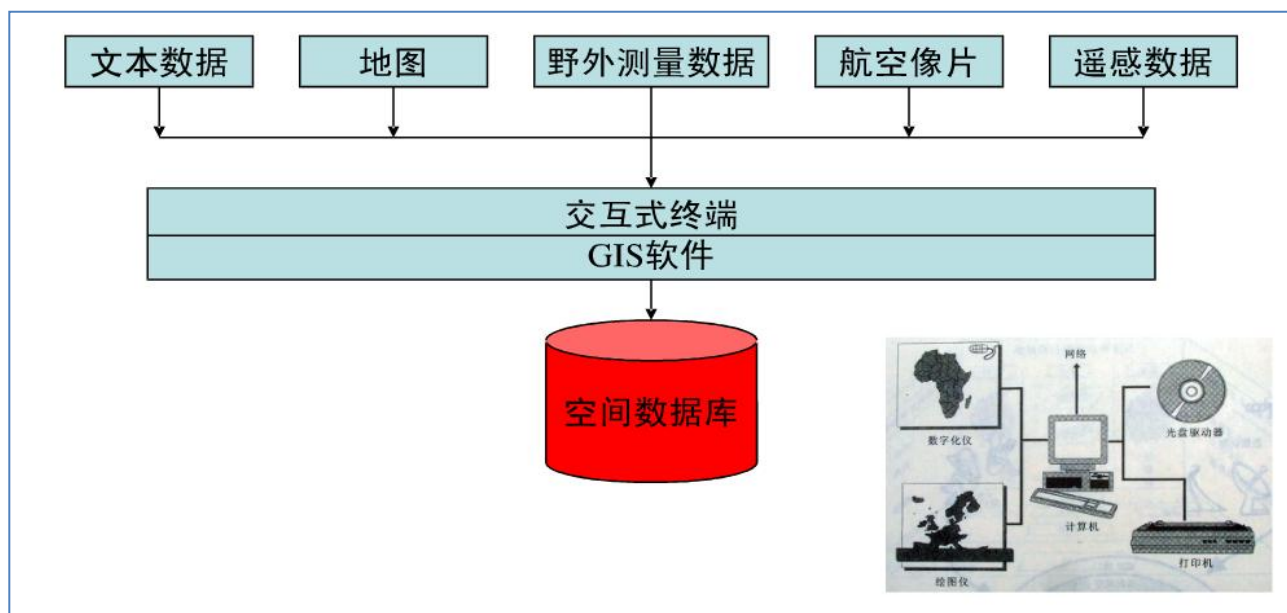 文本数据
地图
野外测量数据
航空像片
遥感数据
交互式终端
GIS软件
空间数据库
网络
数字化仪
光盘驱动器
计算机
绘图仪
打印机